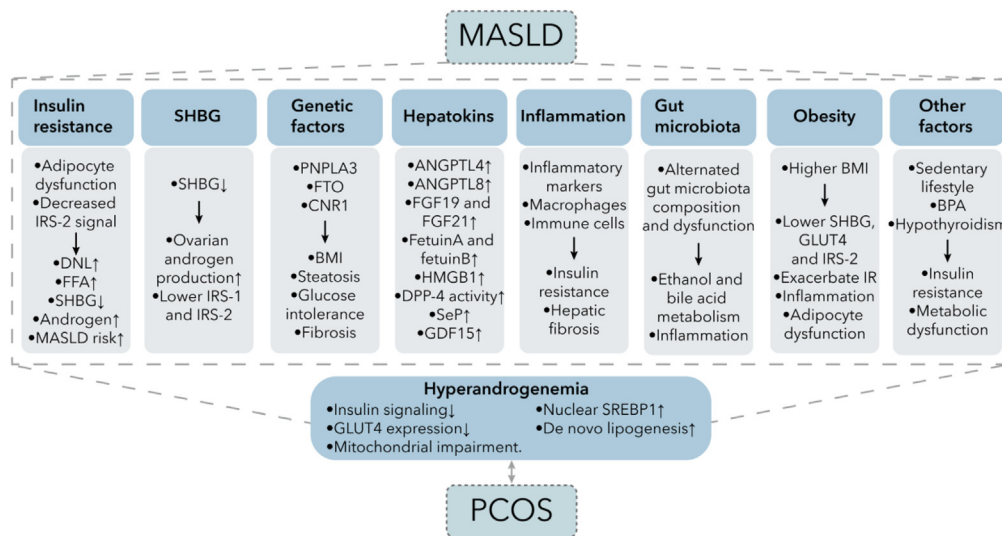 MASLD
Insulin
resistance
•Adipocyte
dysfunction
•Decreased
IRS-2 signal
•DNL↑
•FFA↑
•SHBG↓
•Androgen↑
•MASLD risk↑
SHBG
•SHBG↓
•Ovarian
androgen
production↑
•Lower IRS-1
and IRS-2
Genetic
factors
•PNPLA3
•FTO
•CNR1
•BMI
•Steatosis
•Glucose
intolerance
•Fibrosis
Hepatokins
•ANGPTL4↑
•ANGPTL8↑
•FGF19 and
FGF21↑
•FetuinA and
fetuinB↑
•HMGB1↑
•DPP-4 activity↑
•SeP↑
•GDF15↑
Inflammation
•Inflammatory
markers
•Macrophages
•Immune cells
•Insulin
resistance
•Hepatic
fibrosis
Gut
microbiota
•Alternated
gut microbiota
composition
and dysfunction
•Ethanol and
bile acid
metabolism
•Inflammation
Obesity
•Higher BMI
•Lower SHBG,
GLUT4
and IRS-2
•Exacerbate IR
•Inflammation
•Adipocyte
dysfunction
Other
factors
•Sedentary
lifestyle
•BPA
•Hypothyroidism
•Insulin
resistance
•Metabolic
dysfunction
Hyperandrogenemia
•Insulin signaling↓
•GLUT4 expression↓
•Mitochondrial impairment.
•Nuclear SREBP1↑
•De novo lipogenesis↑
PCOS